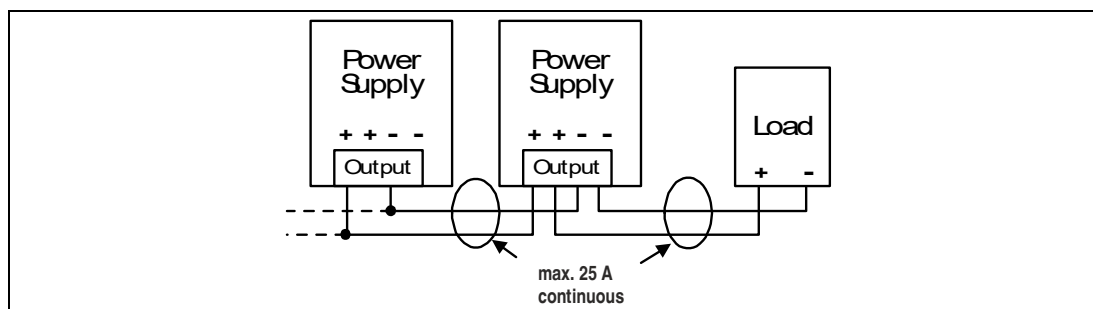 Power
Supply
+ + - -
Output
Power
Supply
+ + - -
Output
Load
+ -
max. 25 A
continuous